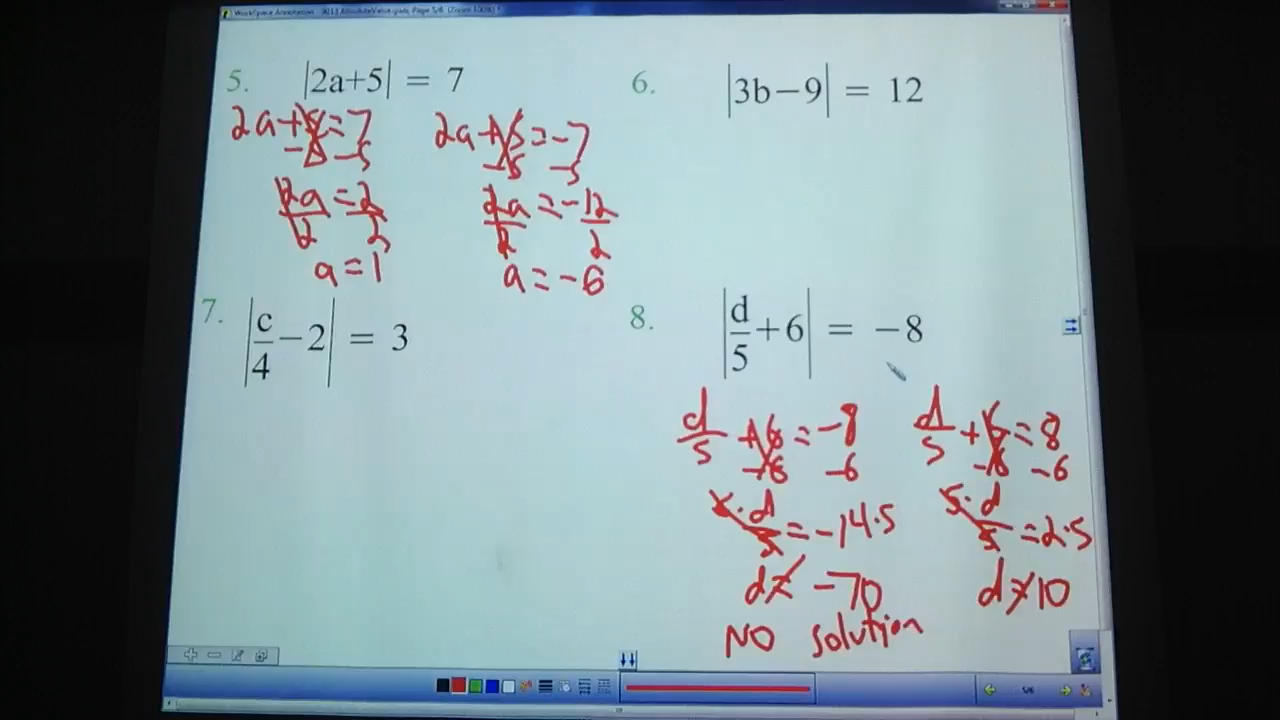 5. |2a+5| = 7
2a+5=7
-5 -5
2a=2
2 2
a=1
2a+5=-7
-5 -5
2a=-12
2 2
a=-6
6. |3b-9| = 12
7. |c/4-2| = 3
8. |d/5+6| = -8
d/5 +6=-8
-6 -6
5·d/5=-14·5
d≠-70
d/5+6=8
-6 -6
5·d/5=2·5
d≠10
NO solution
5/6